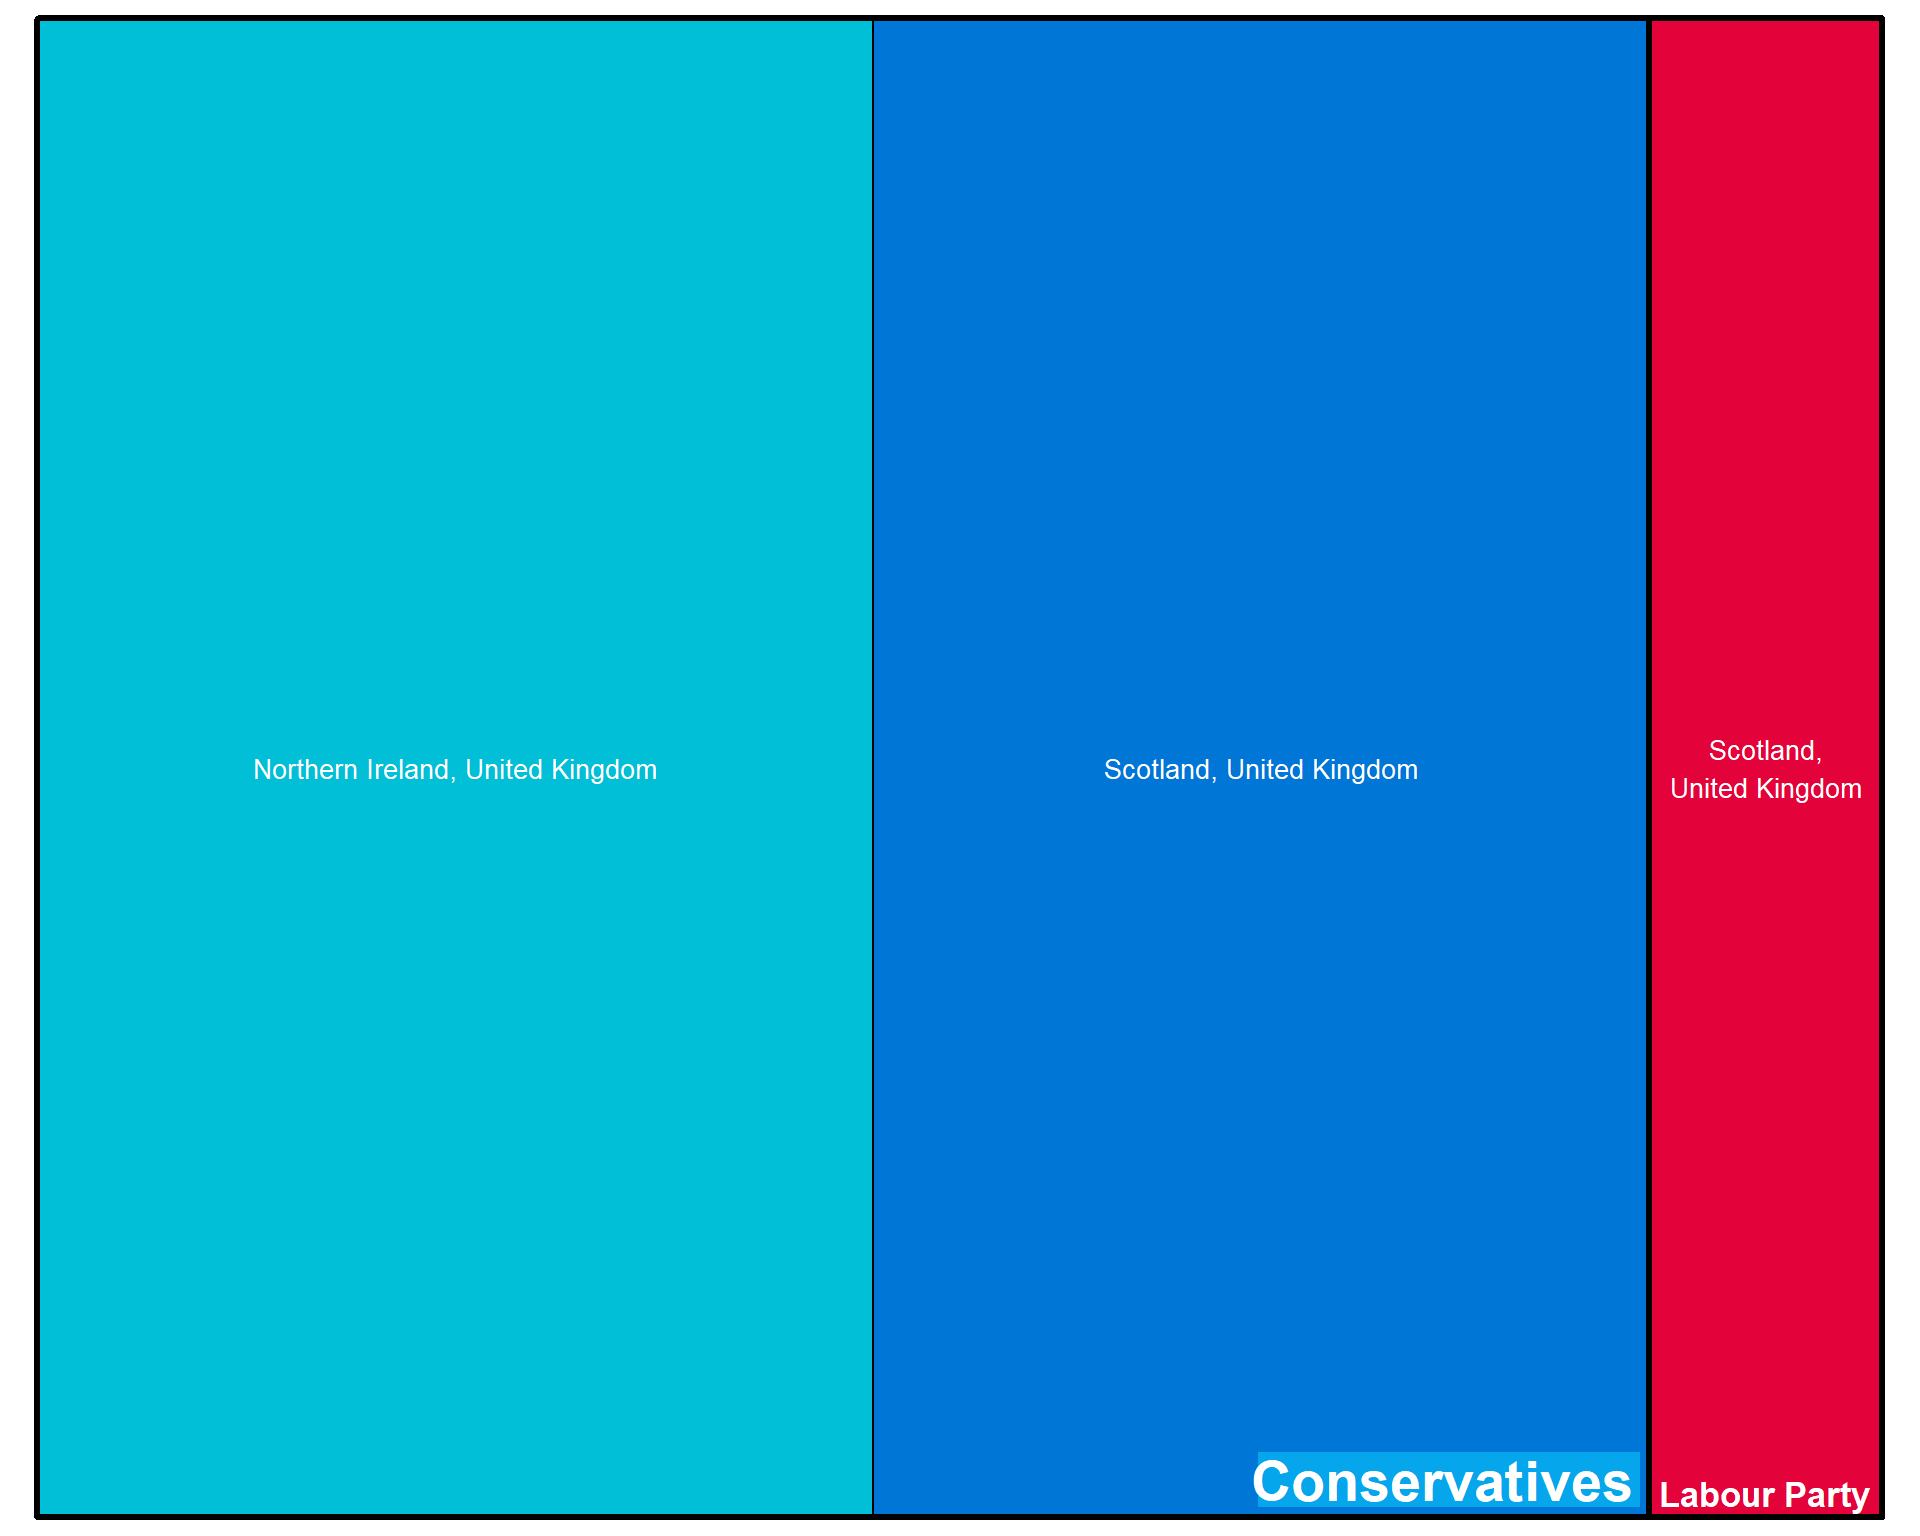 Northern Ireland, United Kingdom
Scotland, United Kingdom
Scotland,
United Kingdom
Conservatives
Labour Party